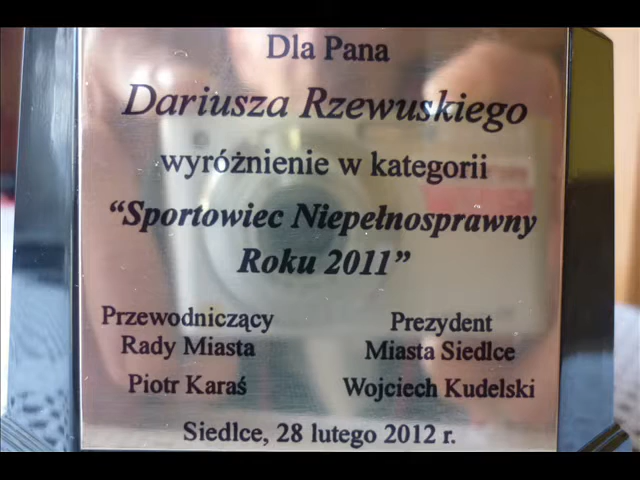 Dla Pana
Dariusza Rzewuskiego
wyróżnienie w kategorii
“Sportowiec Niepełnosprawny
Roku 2011”
Przewodniczący Prezydent
Rady Miasta Miasta Siedlce
Piotr Karaś Wojciech Kudelski
Siedlce, 28 lutego 2012 r.